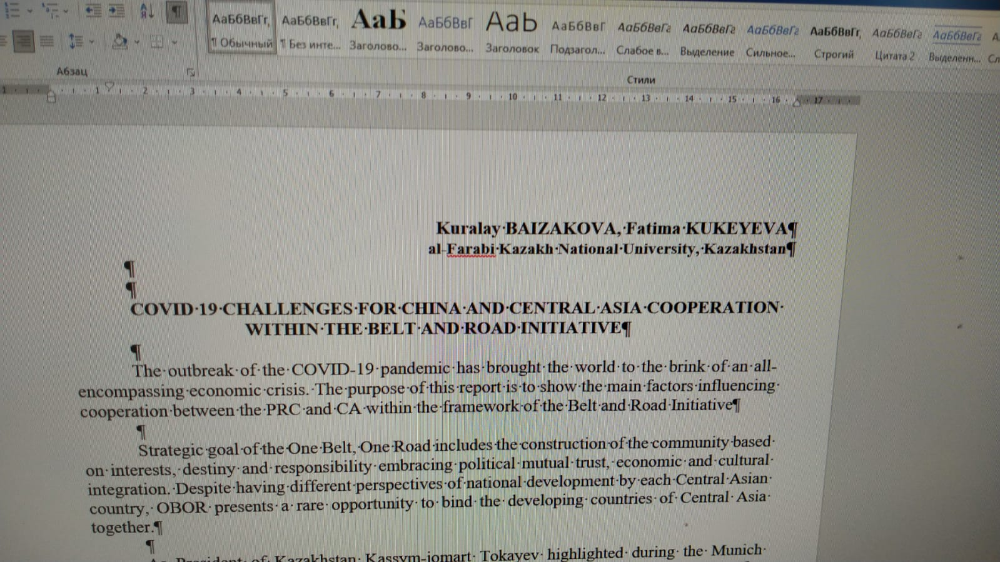 АаБбВвГг, АаБбВвГг, АаБ АаБбВвГ АаЬ АаБбВвГ АаБбВвГг АаБбВвГг АаБбВвГг АаБбВвГг, АаБбВвГг АаБбВвГг
¶ Обычный ¶ Без инте... Заголово... Заголово... Заголовок Подзагол... Слабое в... Выделение Сильное... Строгий Цитата 2 Выделенн... Сл
Абзац Стили
1 1 2 3 4 5 6 7 8 9 10 11 12 13 14 15 16 17
Kuralay BAIZAKOVA, Fatima KUKEYEVA¶
al-Farabi Kazakh National University, Kazakhstan¶
¶
¶
COVID 19 CHALLENGES FOR CHINA AND CENTRAL ASIA COOPERATION
WITHIN THE BELT AND ROAD INITIATIVE¶
¶
The outbreak of the COVID-19 pandemic has brought the world to the brink of an all-
encompassing economic crisis. The purpose of this report is to show the main factors influencing
cooperation between the PRC and CA within the framework of the Belt and Road Initiative¶
¶
Strategic goal of the One Belt, One Road includes the construction of the community based
on interests, destiny and responsibility embracing political mutual trust, economic and cultural
integration. Despite having different perspectives of national development by each Central Asian
country, OBOR presents a rare opportunity to bind the developing countries of Central Asia
together.¶
¶
As President of Kazakhstan Kassym-jomart Tokayev highlighted during the Munich